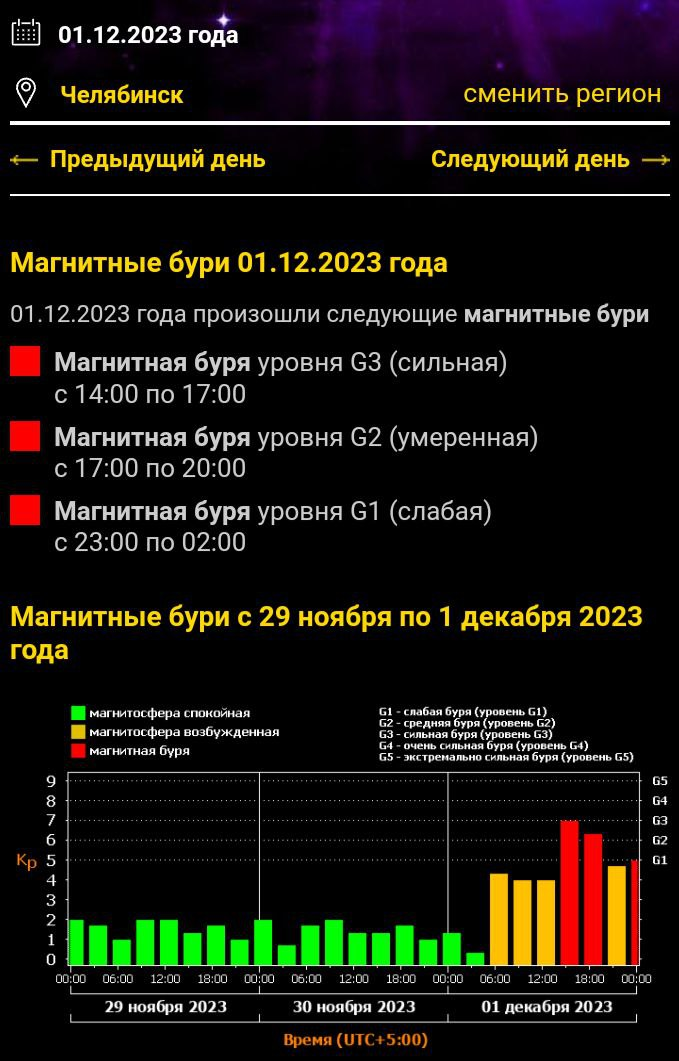 01.12.2023 года
Челябинск
сменить регион
← Предыдущий день
Следующий день →
Магнитные бури 01.12.2023 года
01.12.2023 года произошли следующие магнитные бури
Магнитная буря уровня G3 (сильная)
с 14:00 по 17:00
Магнитная буря уровня G2 (умеренная)
с 17:00 по 20:00
Магнитная буря уровня G1 (слабая)
с 23:00 по 02:00
Магнитные бури с 29 ноября по 1 декабря 2023
года
магнитосфера спокойная
магнитосфера возбужденная
магнитная буря
G1 - слабая буря (уровень G1)
G2 - средняя буря (уровень G2)
G3 - сильная буря (уровень G3)
G4 - очень сильная буря (уровень G4)
G5 - экстремально сильная буря (уровень G5)
9 G5
8 G4
7 G3
6 G2
Kp 5 G1
4
3
2
1
0
00:00 06:00 12:00 18:00 00:00 06:00 12:00 18:00 00:00 06:00 12:00 18:00 00:00
29 ноября 2023 30 ноября 2023 01 декабря 2023
Время (UTC+5:00)